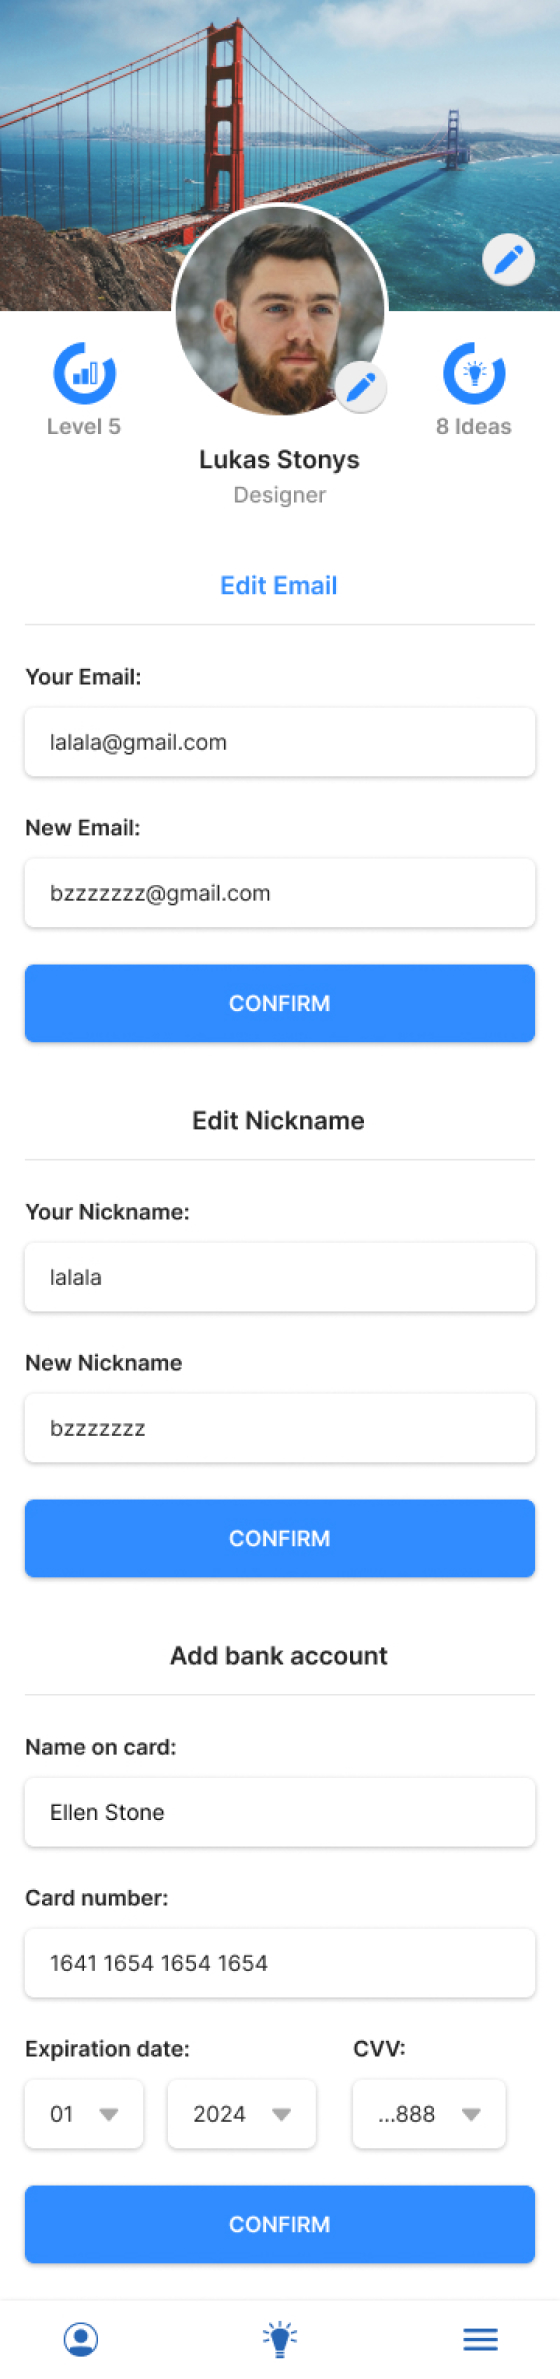 Level 5
8 Ideas
Lukas Stonys
Designer
Edit Email
Your Email:
lalala@gmail.com
New Email:
bzzzzzzz@gmail.com
CONFIRM
Edit Nickname
Your Nickname:
lalala
New Nickname
bzzzzzzz
CONFIRM
Add bank account
Name on card:
Ellen Stone
Card number:
1641 1654 1654 1654
Expiration date: CVV:
01 2024 ...888
CONFIRM